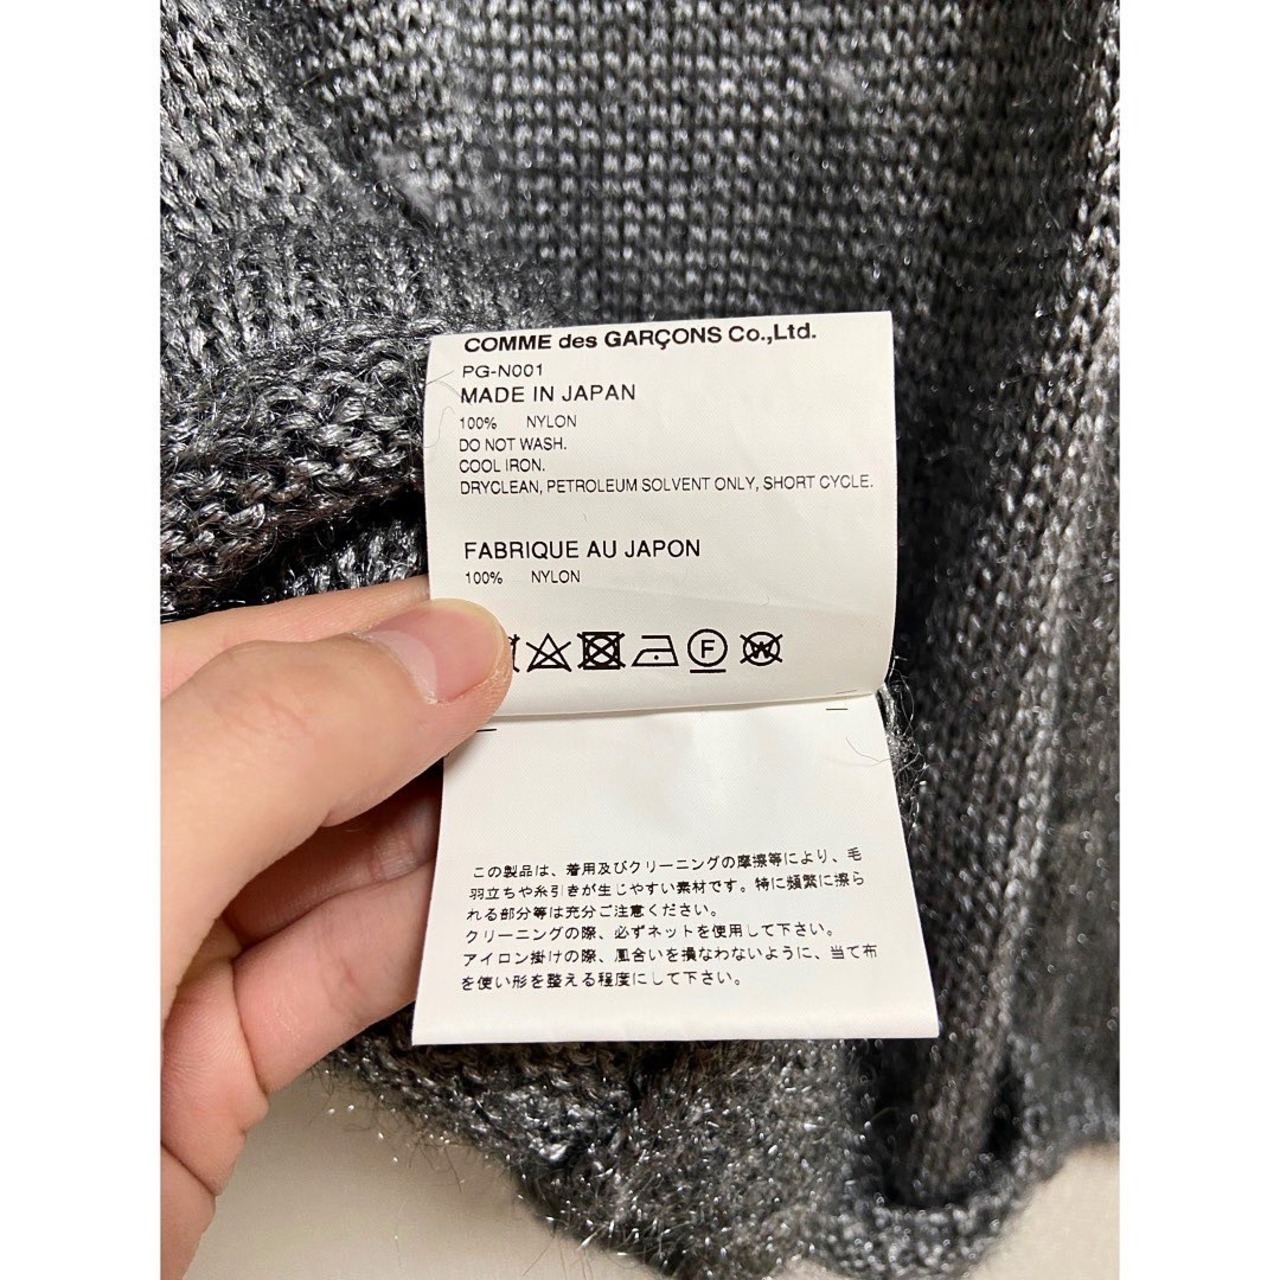 COMME des GARÇONS Co.,Ltd.
PG-N001
MADE IN JAPAN
100% NYLON
DO NOT WASH.
COOL IRON.
DRYCLEAN, PETROLEUM SOLVENT ONLY, SHORT CYCLE.
FABRIQUE AU JAPON
100% NYLON
F W
この製品は、着用及びクリーニングの摩擦等により、毛
羽立ちや糸引きが生じやすい素材です。特に頻繁に擦ら
れる部分等は充分ご注意ください。
クリーニングの際、必ずネットを使用して下さい。
アイロン掛けの際、風合いを損なわないように、当て布
を使い形を整える程度にして下さい。